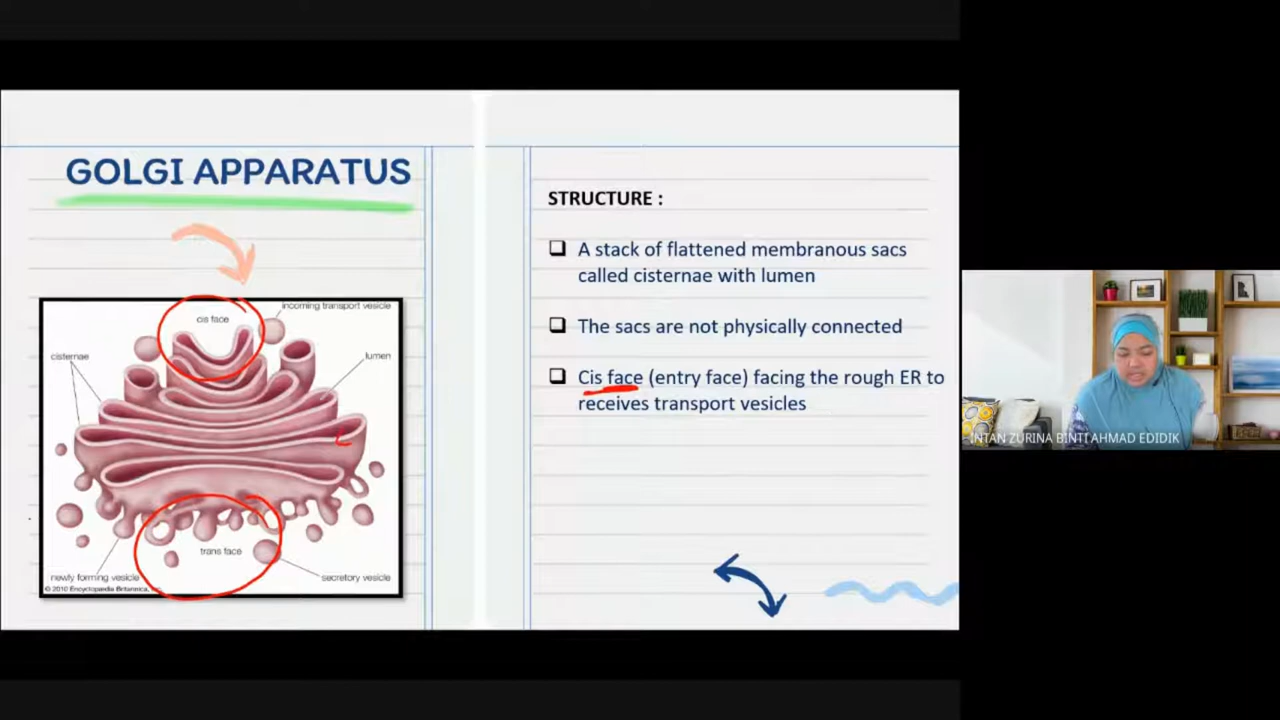 GOLGI APPARATUS
cis face
incoming transport vesicle
cisternae
lumen
trans face
newly forming vesicle
secretory vesicle
© 2010 Encyclopædia Britannica,
STRUCTURE :
A stack of flattened membranous sacs
called cisternae with lumen
The sacs are not physically connected
Cis face (entry face) facing the rough ER to
receives transport vesicles
INTAN ZURINA BINTI AHMAD EDIDIK